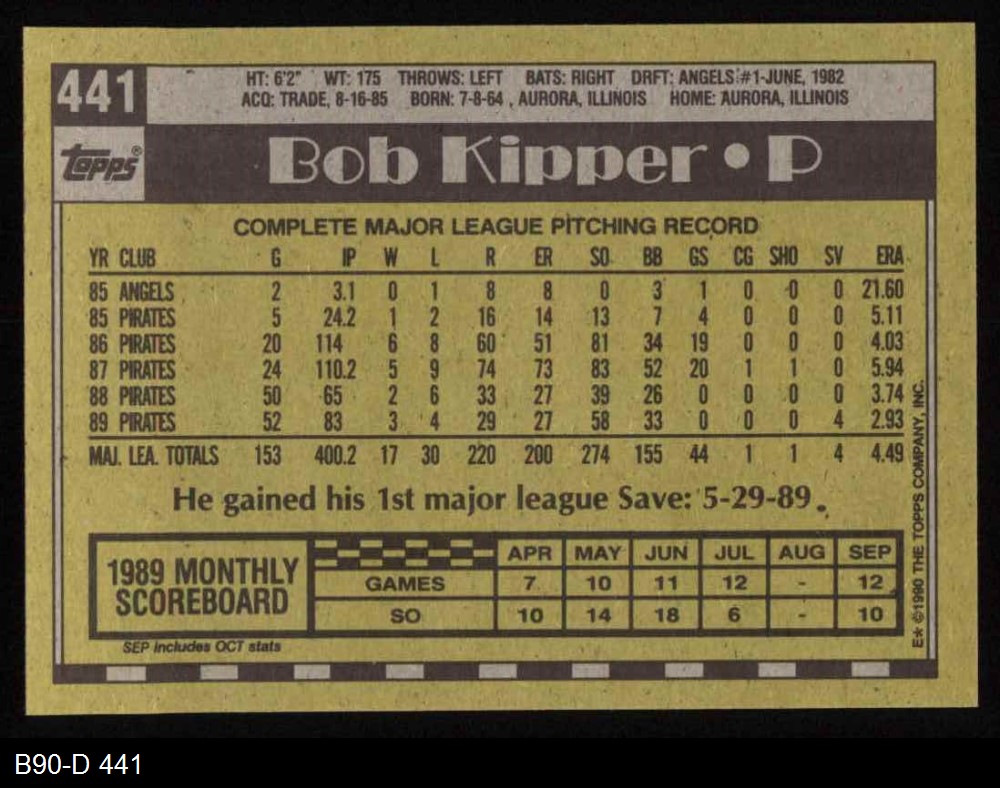 441
HT: 6'2" WT: 175 THROWS: LEFT BATS: RIGHT DRFT: ANGELS #1-JUNE, 1982
ACQ: TRADE, 8-16-85 BORN: 7-8-64, AURORA, ILLINOIS HOME: AURORA, ILLINOIS
Topps®
Bob Kipper • P
COMPLETE MAJOR LEAGUE PITCHING RECORD
YR CLUB G IP W L R ER SO BB GS CG SHO SV ERA
85 ANGELS 2 3.1 0 1 8 8 0 3 1 0 0 0 21.60
85 PIRATES 5 24.2 1 2 16 14 13 7 4 0 0 0 5.11
86 PIRATES 20 114 6 8 60 51 81 34 19 0 0 0 4.03
87 PIRATES 24 110.2 5 9 74 73 83 52 20 1 1 0 5.94
88 PIRATES 50 65 2 6 33 27 39 26 0 0 0 0 3.74
89 PIRATES 52 83 3 4 29 27 58 33 0 0 0 4 2.93
MAJ. LEA. TOTALS 153 400.2 17 30 220 200 274 155 44 1 1 4 4.49
He gained his 1st major league Save: 5-29-89.
1989 MONTHLY
SCOREBOARD
APR MAY JUN JUL AUG SEP
GAMES 7 10 11 12 - 12
SO 10 14 18 6 - 10
SEP includes OCT stats
E* ©1990 THE TOPPS COMPANY, INC.
B90-D 441